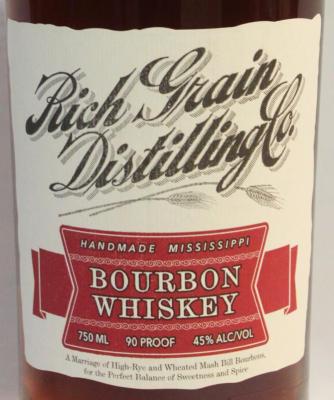 Rich Grain
Distilling Co.
HANDMADE MISSISSIPPI
BOURBON
WHISKEY
750 ML 90 PROOF 45% ALC/VOL
A Marriage of High-Rye and Wheated Mash Bill Bourbons,
for the Perfect Balance of Sweetness and Spice